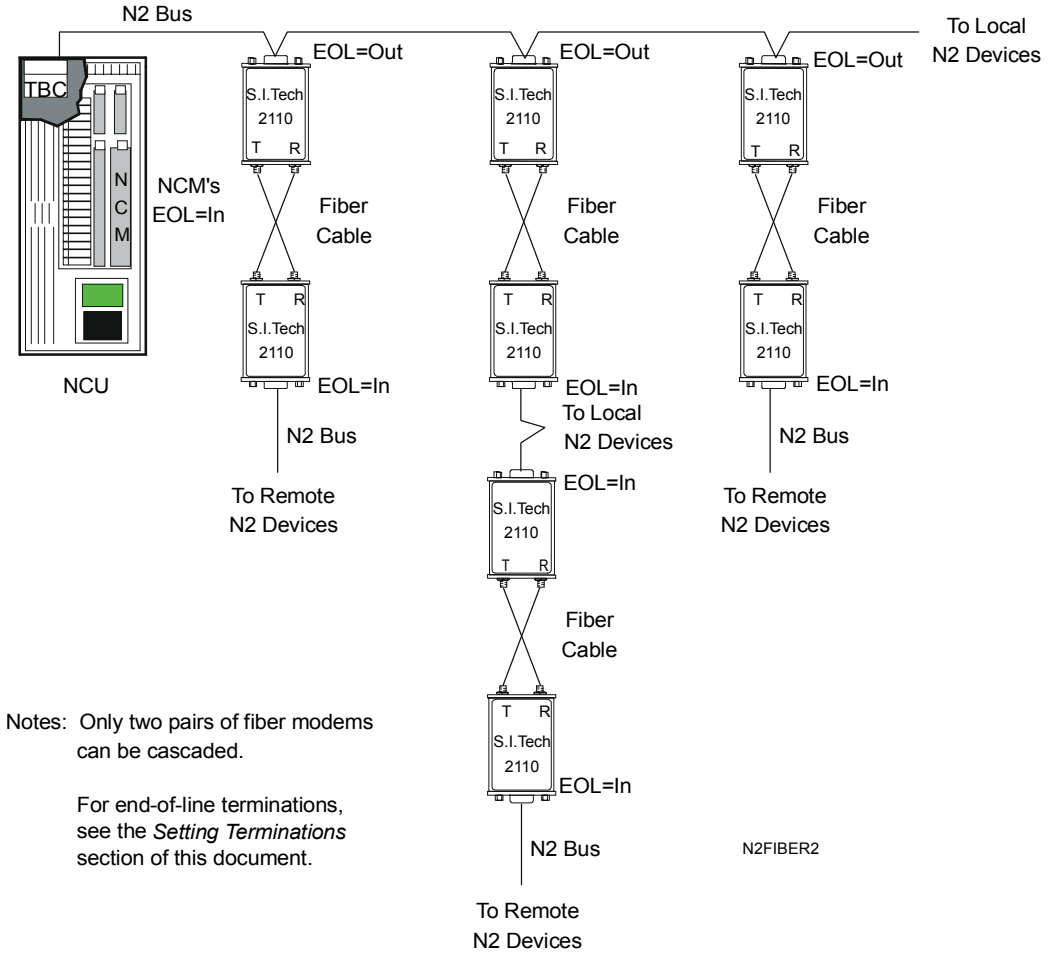 N2 Bus
To Local
N2 Devices
EOL=Out
EOL=Out
EOL=Out
TBC
S.I.Tech
2110
T R
S.I.Tech
2110
T R
S.I.Tech
2110
T R
N
C
M
NCM's
EOL=In
Fiber
Cable
Fiber
Cable
Fiber
Cable
T R
S.I.Tech
2110
T R
S.I.Tech
2110
T R
S.I.Tech
2110
NCU
EOL=In
EOL=In
EOL=In
To Local
N2 Devices
N2 Bus
N2 Bus
EOL=In
To Remote
N2 Devices
S.I.Tech
2110
T R
To Remote
N2 Devices
Fiber
Cable
T R
S.I.Tech
2110
EOL=In
Notes: Only two pairs of fiber modems
can be cascaded.
For end-of-line terminations,
see the Setting Terminations
section of this document.
N2 Bus
N2FIBER2
To Remote
N2 Devices